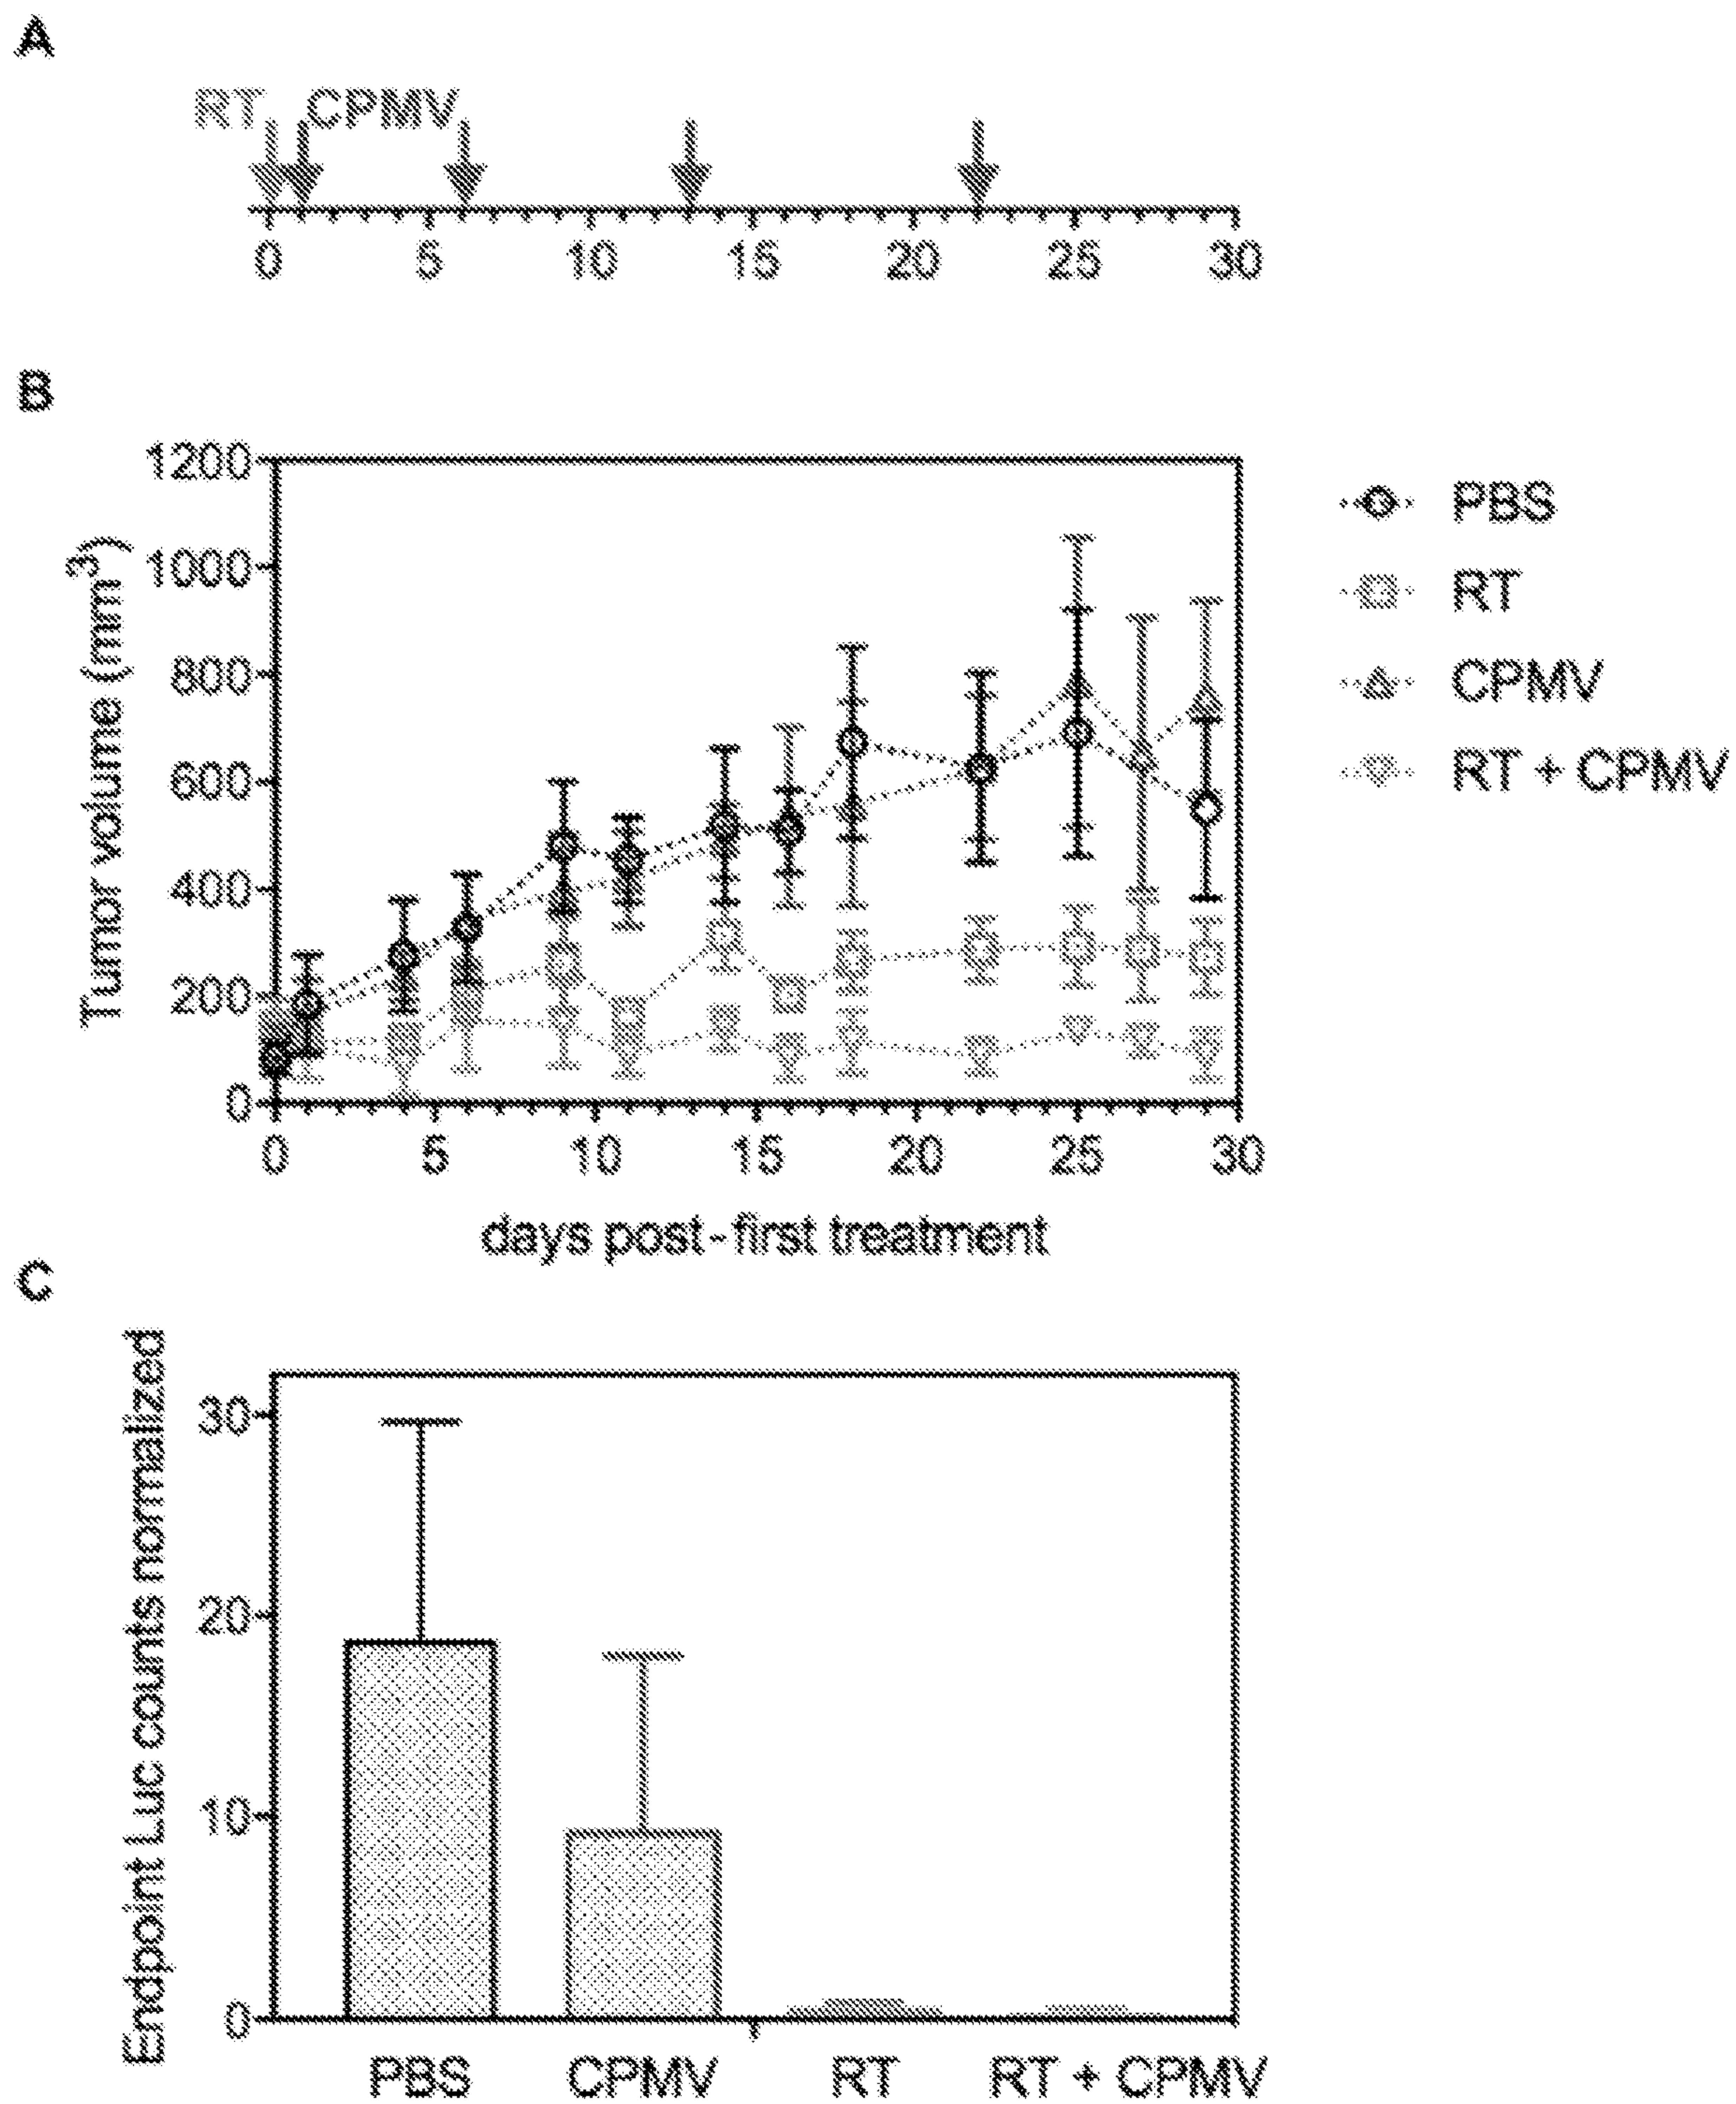 A
RT CPMV
0 5 10 15 20 25 30
B
1200
1000
800
600
400
200
0
Tumor volume (mm3)
0 5 10 15 20 25 30
days post-first treatment
PBS
RT
CPMV
RT + CPMV
C
Endpoint Luc counts normalized
30
20
10
0
PBS CPMV RT RT + CPMV